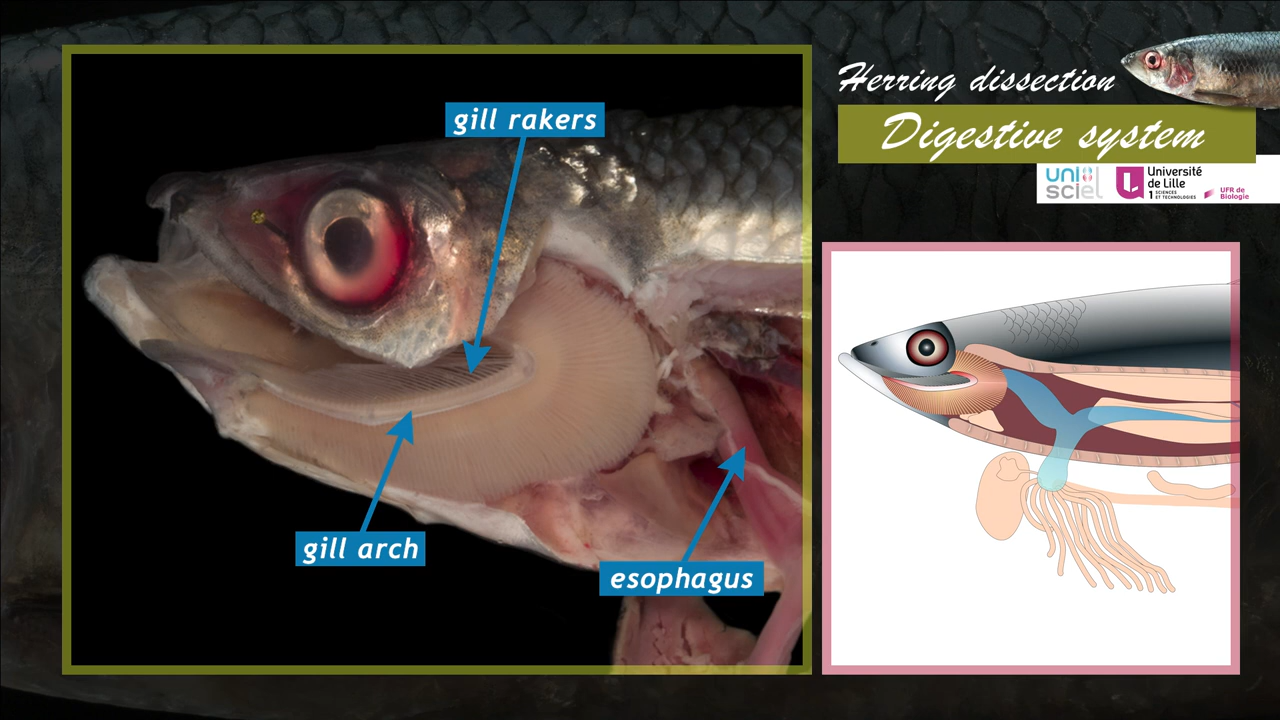 gill rakers
gill arch
esophagus
Herring dissection
Digestive system
uni
sciel
Université
de Lille
1 SCIENCES
ET TECHNOLOGIES
UFR de
Biologie